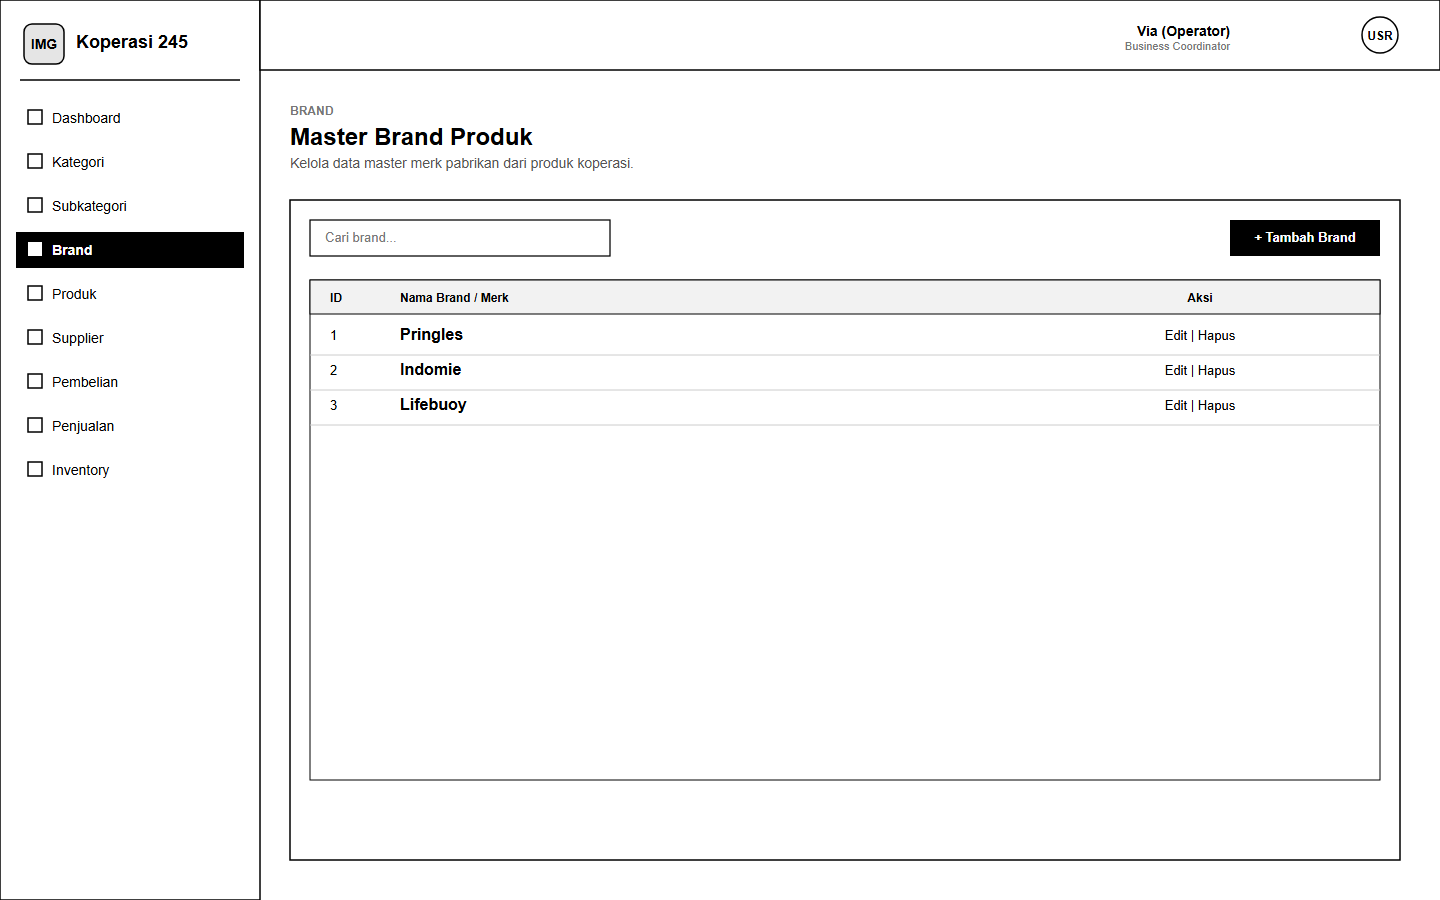 IMG
Koperasi 245
Dashboard
Kategori
Subkategori
Brand
Produk
Supplier
Pembelian
Penjualan
Inventory
Via (Operator)
Business Coordinator
USR
BRAND
Master Brand Produk
Kelola data master merk pabrikan dari produk koperasi.
Cari brand...
+ Tambah Brand
ID Nama Brand / Merk Aksi
1 Pringles Edit | Hapus
2 Indomie Edit | Hapus
3 Lifebuoy Edit | Hapus